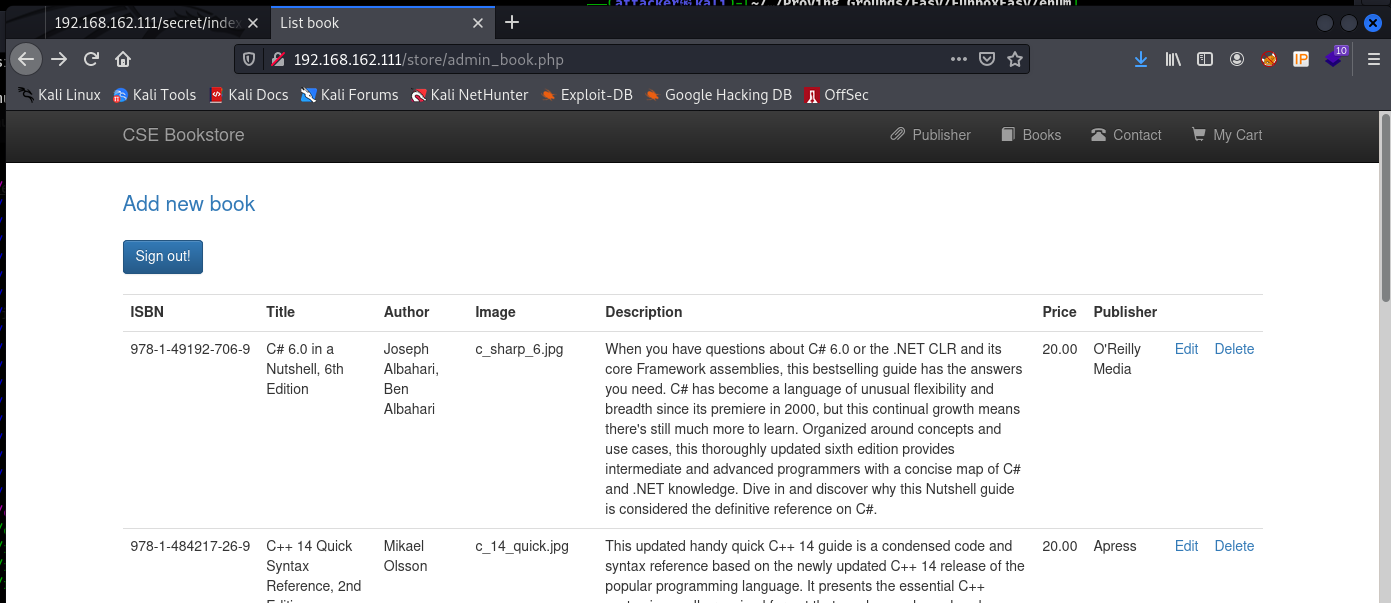 [attacker㉿kali]-[~/…/Proving Grounds/Easy/FunboxEasy/enum]
192.168.162.111/secret/index
List book
192.168.162.111/store/admin_book.php
10
Kali Linux Kali Tools Kali Docs Kali Forums Kali NetHunter Exploit-DB Google Hacking DB OffSec
CSE Bookstore Publisher Books Contact My Cart
Add new book
Sign out!
ISBN Title Author Image Description Price Publisher
978-1-49192-706-9 C# 6.0 in a Joseph c_sharp_6.jpg When you have questions about C# 6.0 or the .NET CLR and its 20.00 O'Reilly Edit Delete
Nutshell, 6th Albahari, core Framework assemblies, this bestselling guide has the answers Media
Edition Ben you need. C# has become a language of unusual flexibility and
Albahari breadth since its premiere in 2000, but this continual growth means
there's still much more to learn. Organized around concepts and
use cases, this thoroughly updated sixth edition provides
intermediate and advanced programmers with a concise map of C#
and .NET knowledge. Dive in and discover why this Nutshell guide
is considered the definitive reference on C#.
978-1-484217-26-9 C++ 14 Quick Mikael c_14_quick.jpg This updated handy quick C++ 14 guide is a condensed code and 20.00 Apress Edit Delete
Syntax Olsson syntax reference based on the newly updated C++ 14 release of the
Reference, 2nd popular programming language. It presents the essential C++